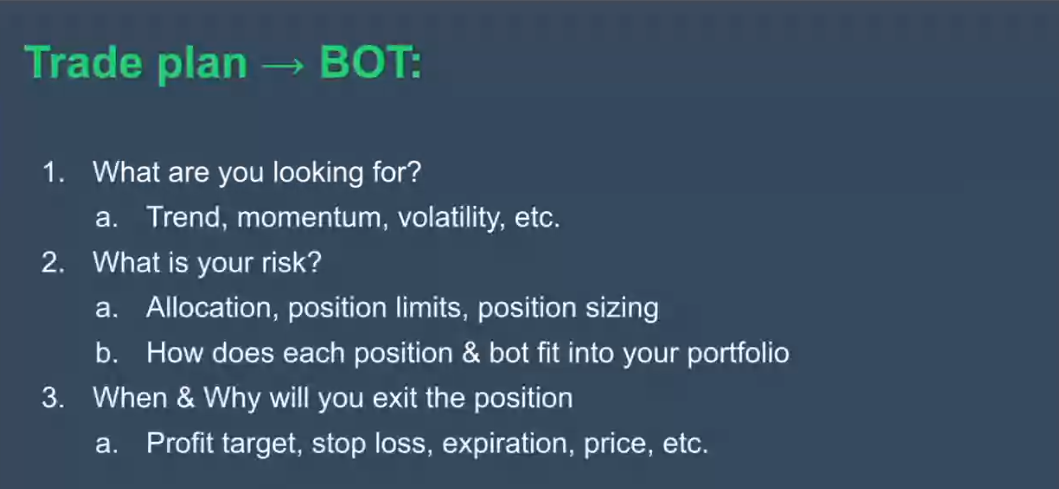 Trade plan → BOT:
1. What are you looking for?
a. Trend, momentum, volatility, etc.
2. What is your risk?
a. Allocation, position limits, position sizing
b. How does each position & bot fit into your portfolio
3. When & Why will you exit the position
a. Profit target, stop loss, expiration, price, etc.